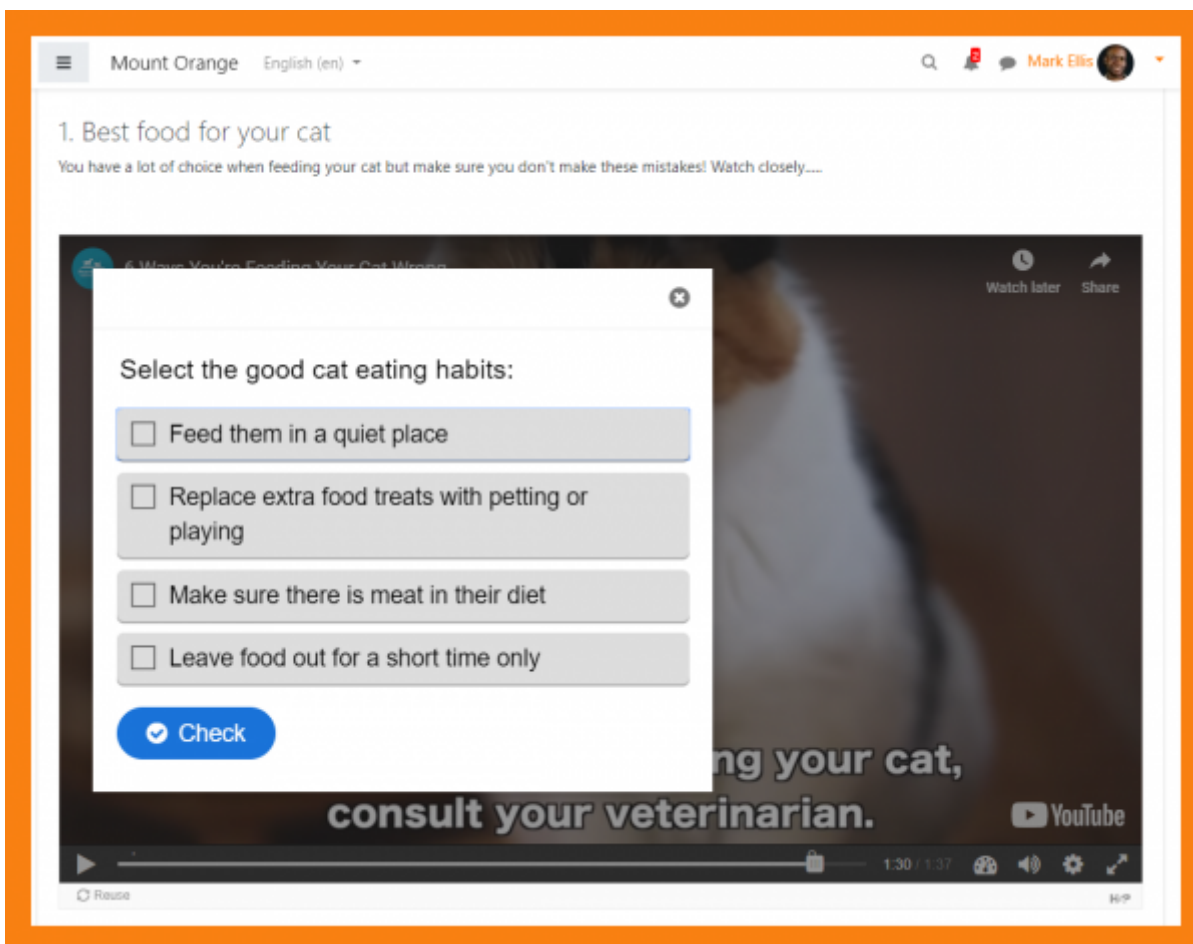 Mount Orange English (en)
2
Mark Ellis
1. Best food for your cat
You have a lot of choice when feeding your cat but make sure you don't make these mistakes! Watch closely.....
6 Ways You're Feeding Your Cat Wrong
Watch later Share
Select the good cat eating habits:
Feed them in a quiet place
Replace extra food treats with petting or
playing
Make sure there is meat in their diet
Leave food out for a short time only
Check
ng your cat,
consult your veterinarian.
YouTube
1:30 / 1:37
Reuse
H5P